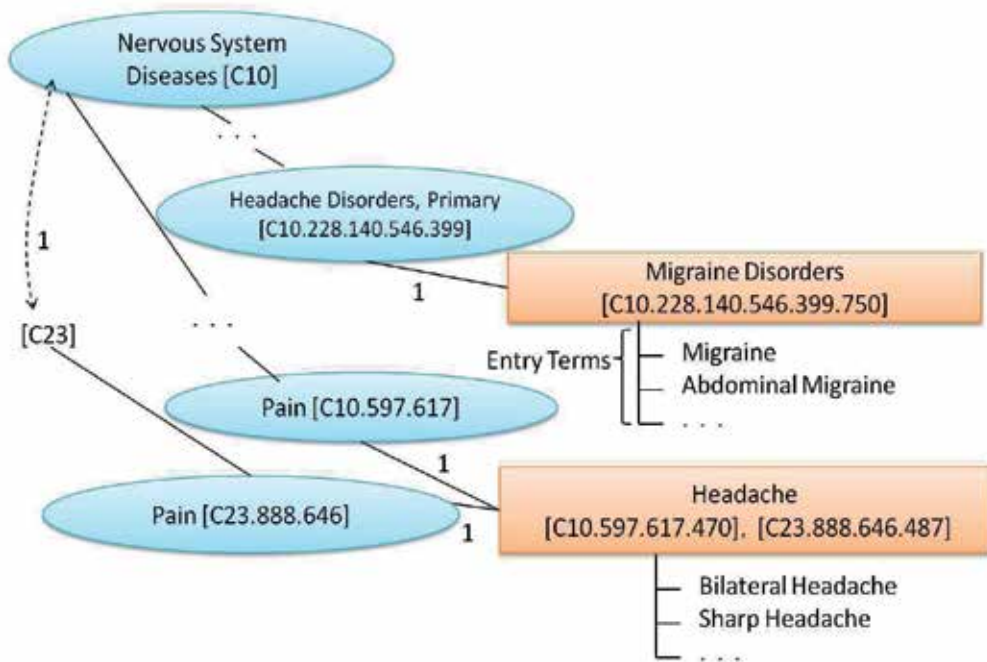 Nervous System
Diseases [C10]
. . .
Headache Disorders, Primary
[C10.228.140.546.399]
1
1
Migraine Disorders
[C10.228.140.546.399.750]
[C23]
. . .
Entry Terms
Migraine
Abdominal Migraine
. . .
Pain [C10.597.617]
1
Pain [C23.888.646]
1
Headache
[C10.597.617.470], [C23.888.646.487]
Bilateral Headache
Sharp Headache
. . .